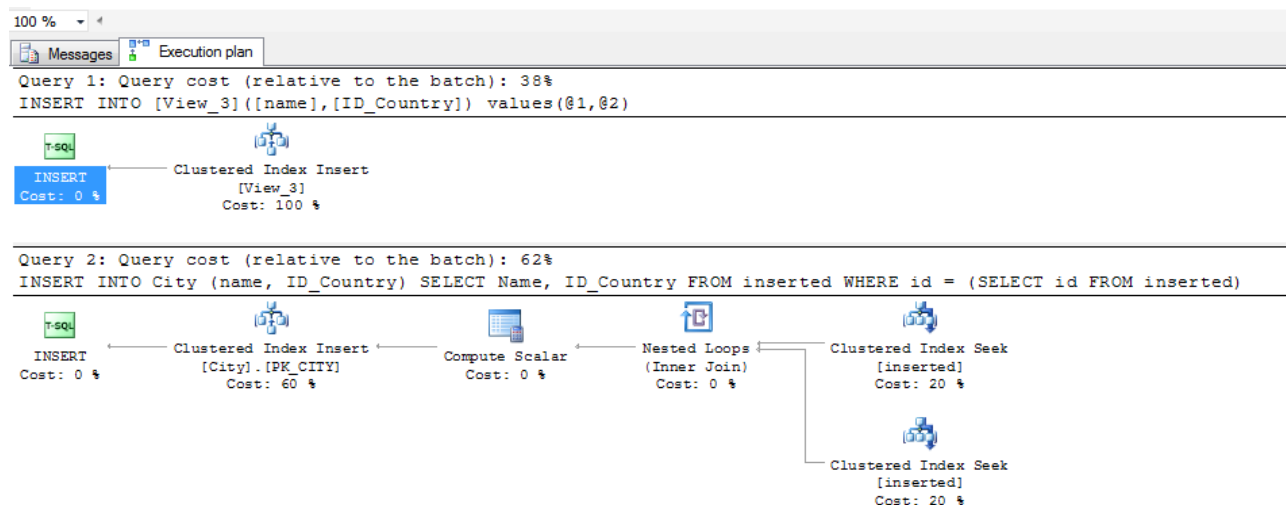 100 %
Messages Execution plan
Query 1: Query cost (relative to the batch): 38%
INSERT INTO [View_3]([name],[ID_Country]) values(@1,@2)
T-SQL
INSERT
Cost: 0 %
Clustered Index Insert
[View_3]
Cost: 100 %
Query 2: Query cost (relative to the batch): 62%
INSERT INTO City (name, ID_Country) SELECT Name, ID_Country FROM inserted WHERE id = (SELECT id FROM inserted)
T-SQL
INSERT
Cost: 0 %
Clustered Index Insert
[City].[PK_CITY]
Cost: 60 %
Compute Scalar
Cost: 0 %
Nested Loops
(Inner Join)
Cost: 0 %
Clustered Index Seek
[inserted]
Cost: 20 %
Clustered Index Seek
[inserted]
Cost: 20 %